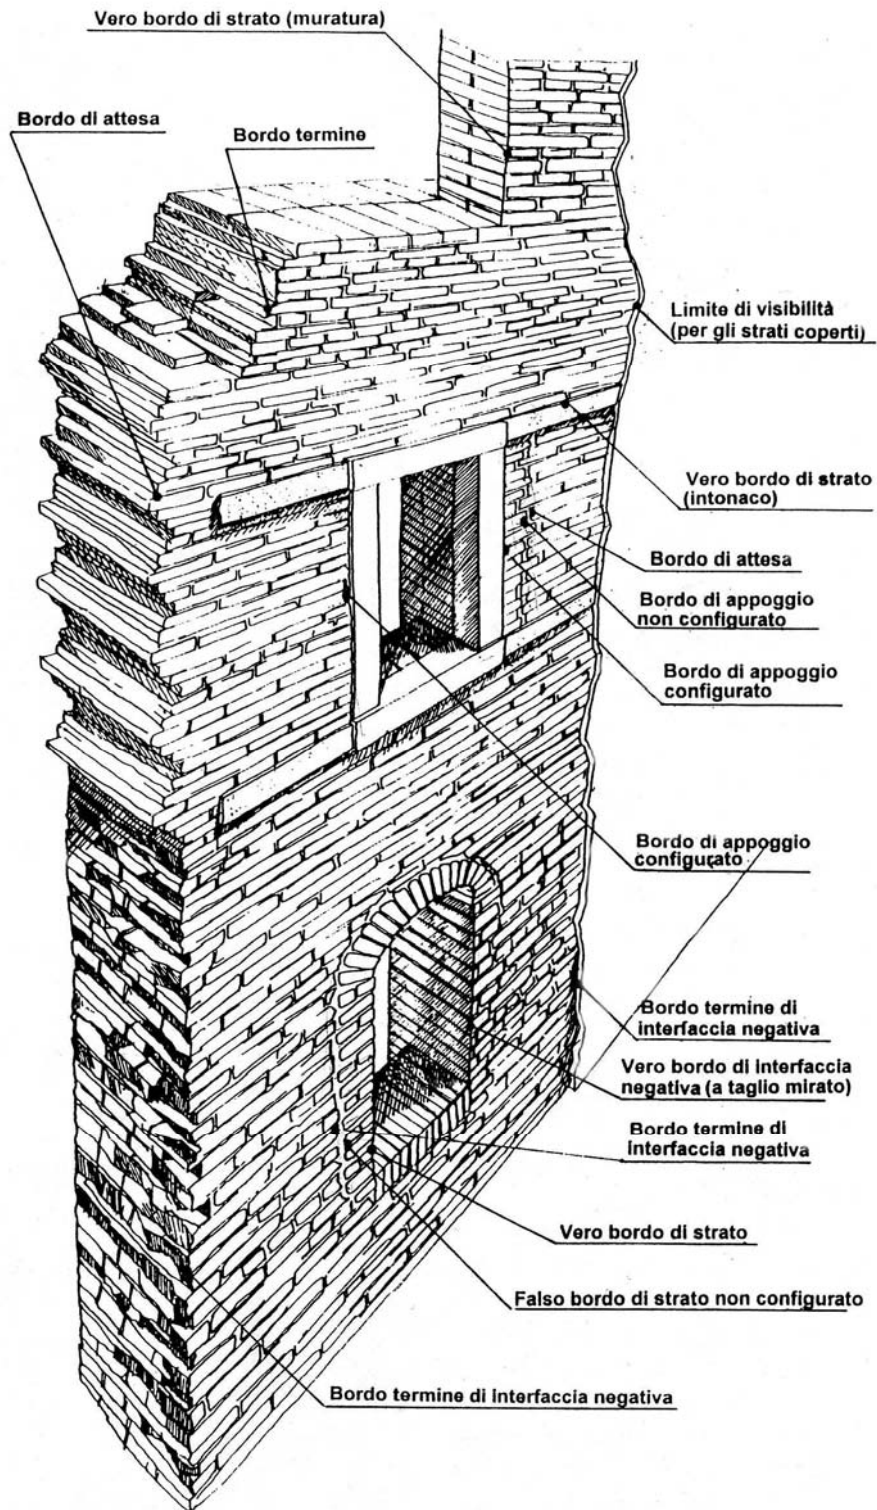 Vero bordo di strato (muratura)
Bordo di attesa
Bordo termine
Limite di visibilità
(per gli strati coperti)
Vero bordo di strato
(intonaco)
Bordo di attesa
Bordo di appoggio
non configurato
Bordo di appoggio
configurato
Bordo di appoggio
configurato
Bordo termine di
interfaccia negativa
Vero bordo di interfaccia
negativa (a taglio mirato)
Bordo termine di
interfaccia negativa
Vero bordo di strato
Falso bordo di strato non configurato
Bordo termine di interfaccia negativa